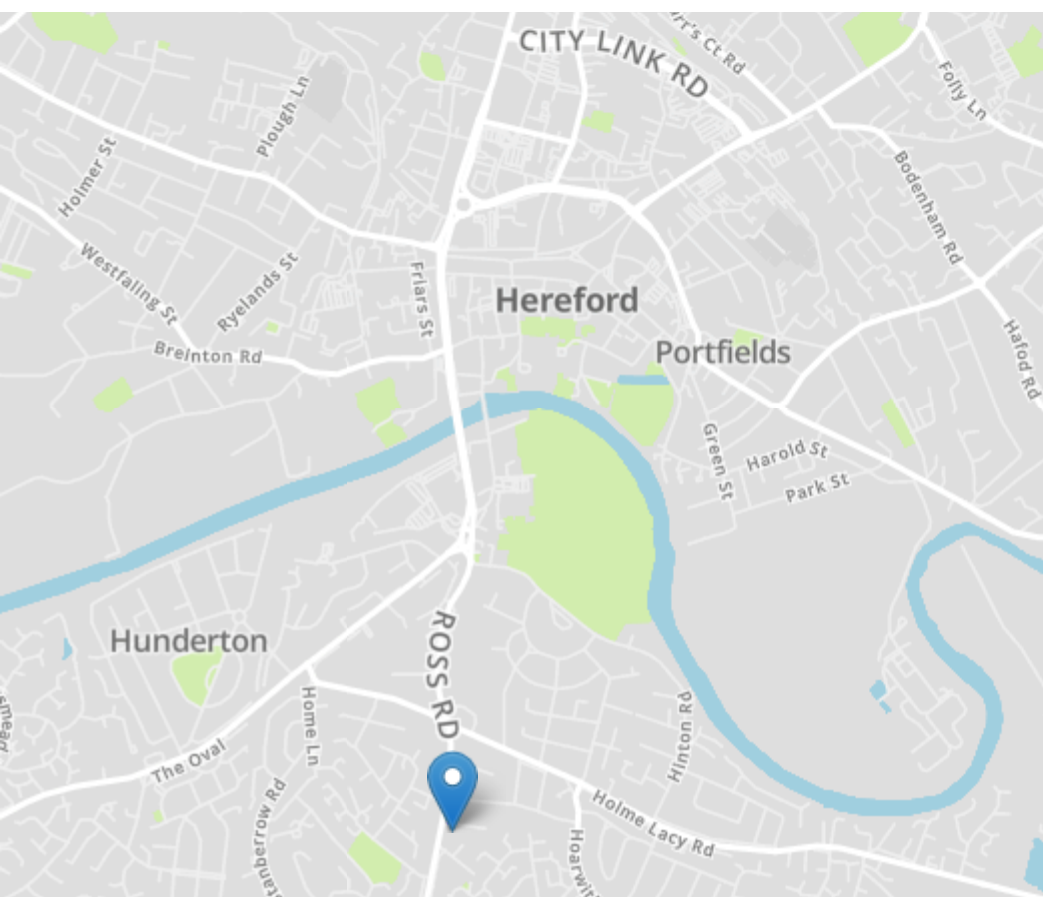 CITY LINK RD
Ct Rd
Folly Ln
Plough Ln
Holmer St
Bodenham Rd
Westfaling St
Ryelands St
Friars St
Hereford
Hafod Rd
Breinton Rd
Portfields
Green St
Harold St
Park St
Hunderton
ROSS RD
Home Ln
Hinton Rd
The Oval
Holme Lacy Rd